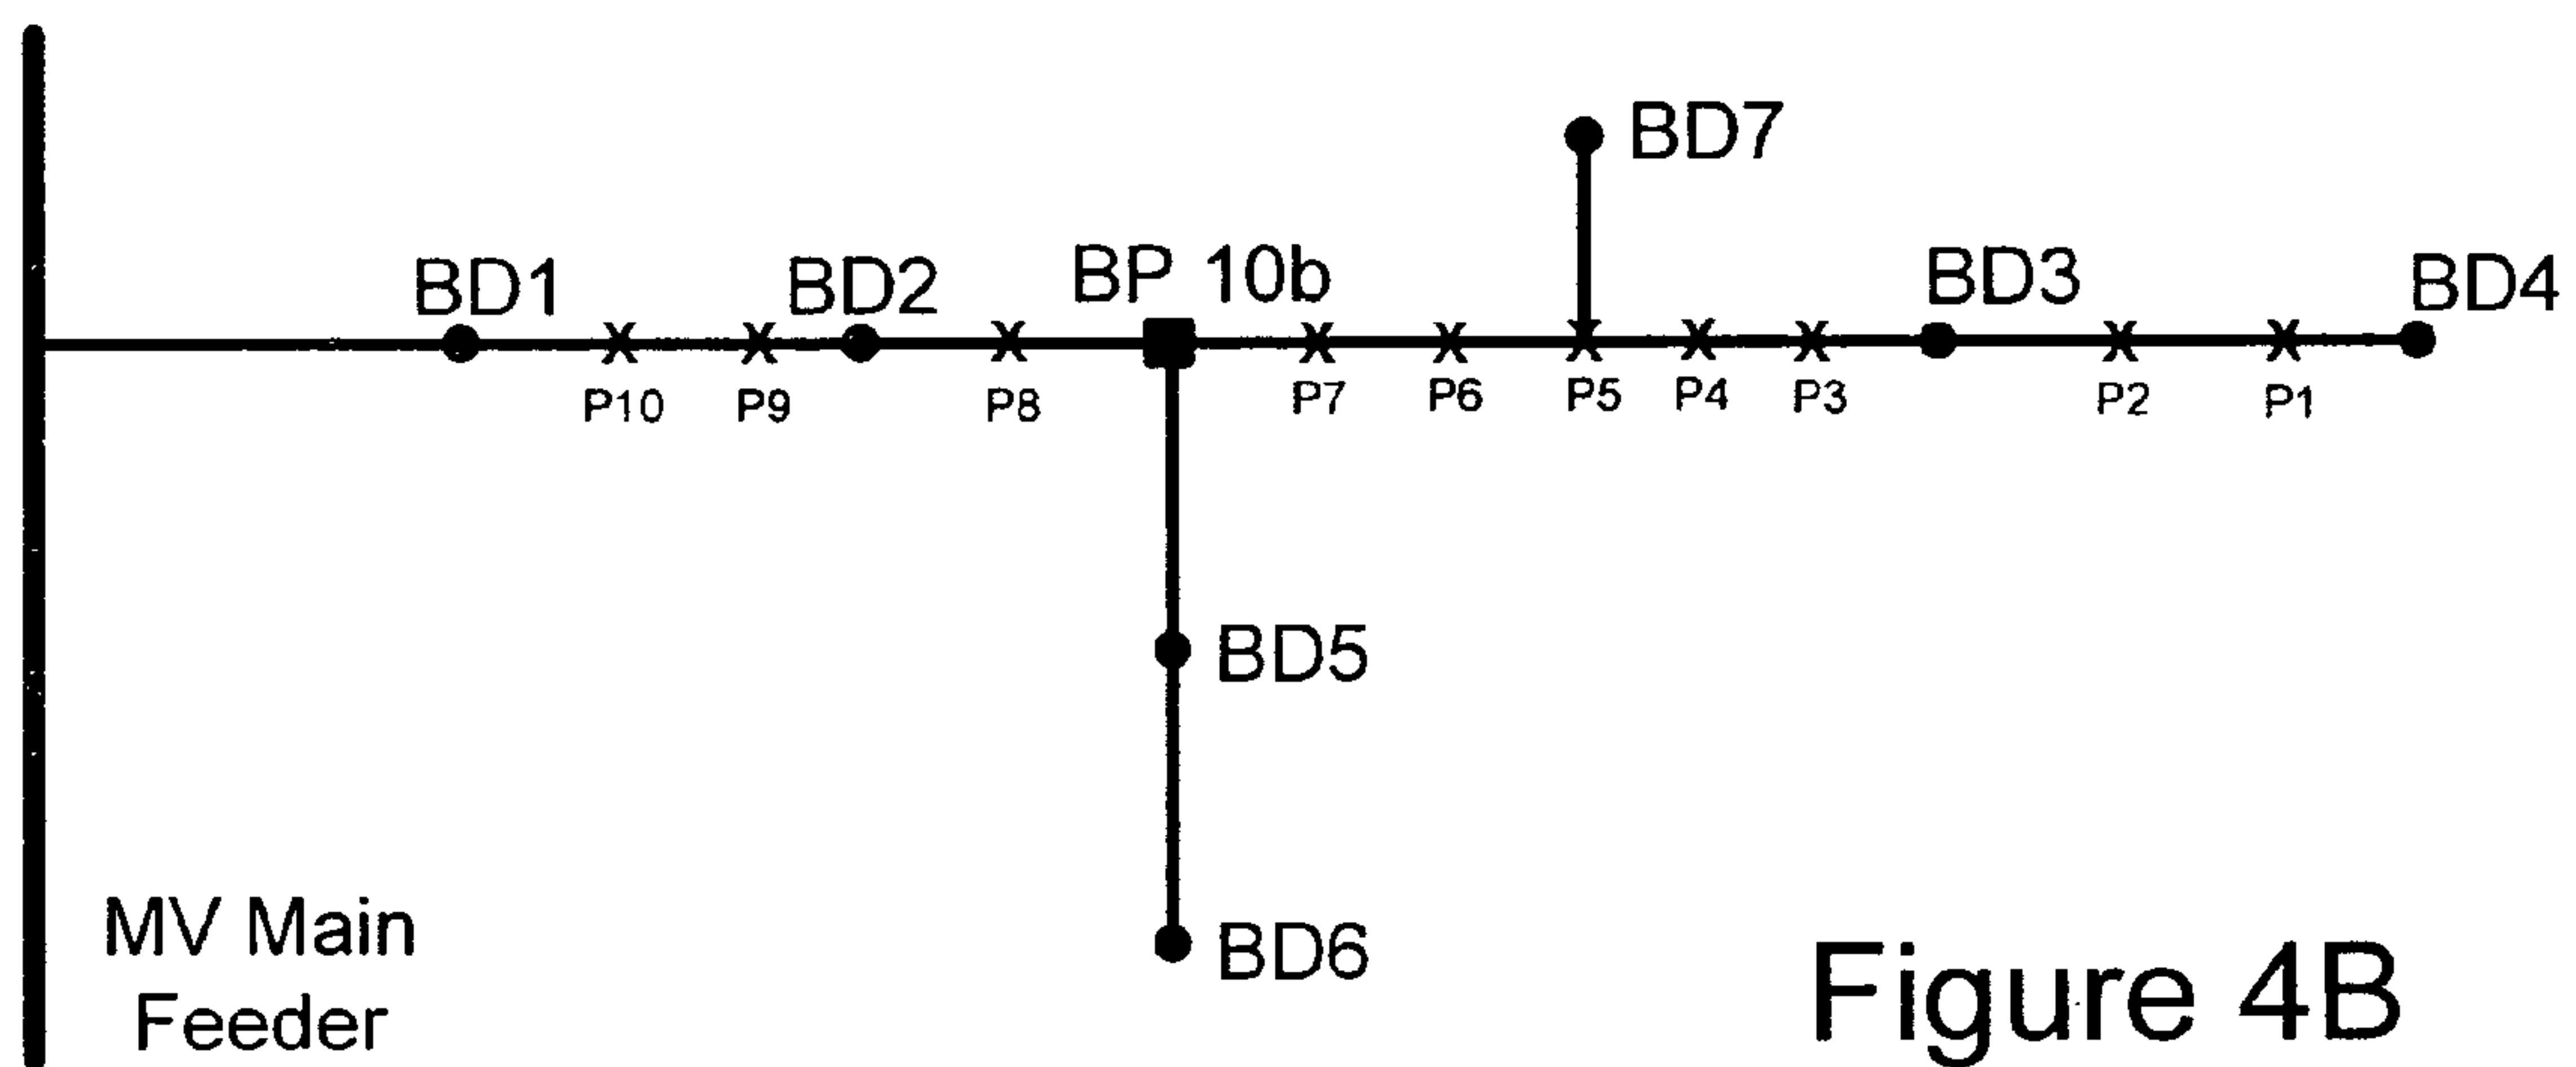 BD7
BD1
BD2
BP 10b
BD3
BD4
P10
P9
P8
P7
P6
P5
P4
P3
P2
P1
BD5
BD6
MV Main
Feeder
Figure 4B